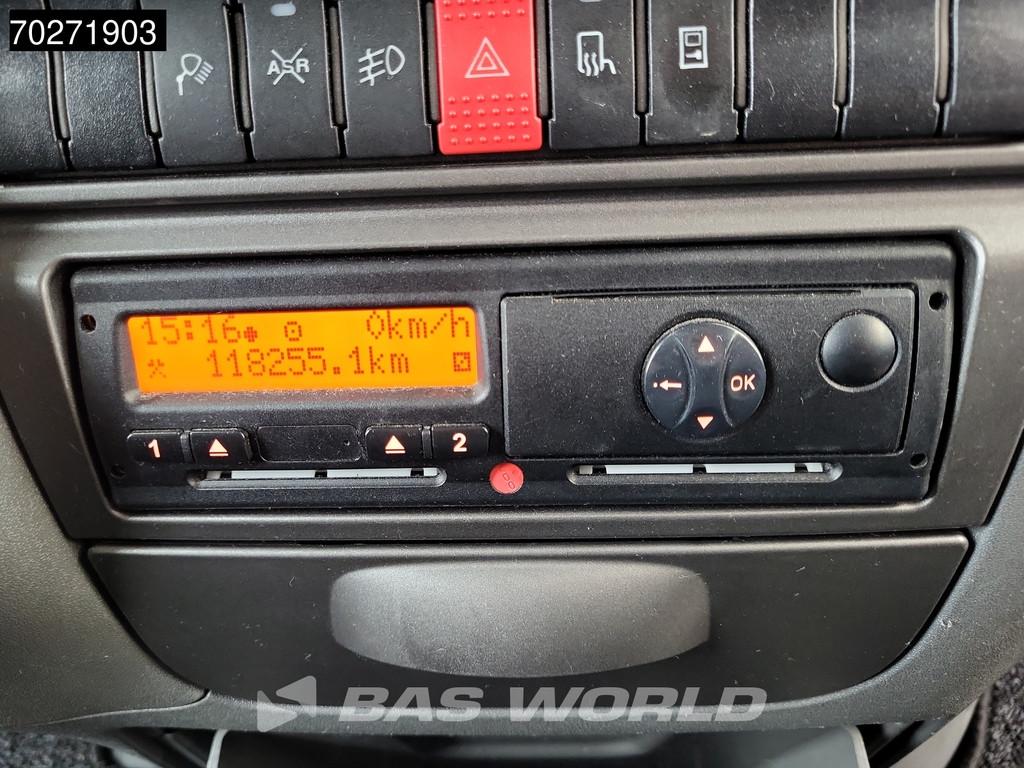 70271903
ASR
15:16 0km/h
118255.1km
1 2
OK
BAS WORLD